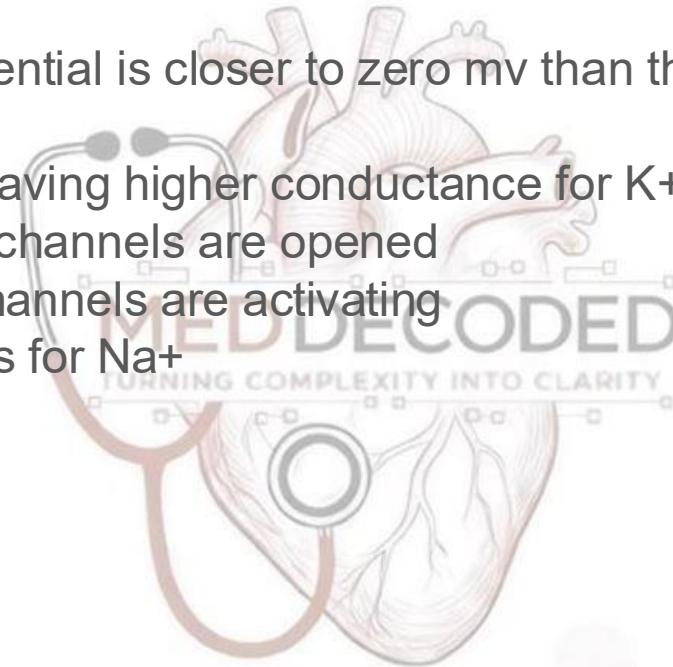 ential is closer to zero mv than th
aving higher conductance for K+
channels are opened
hannels are activating
s for Na+
MEDDECODED
TURNING COMPLEXITY INTO CLARITY